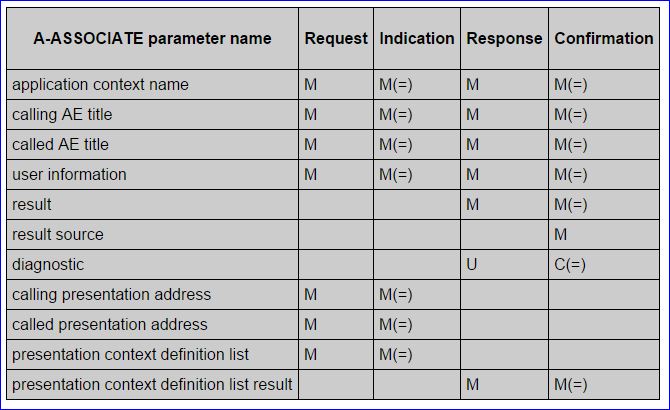 A-ASSOCIATE parameter name Request Indication Response Confirmation
application context name M M(=) M M(=)
calling AE title M M(=) M M(=)
called AE title M M(=) M M(=)
user information M M(=) M M(=)
result M M(=)
result source M
diagnostic U C(=)
calling presentation address M M(=)
called presentation address M M(=)
presentation context definition list M M(=)
presentation context definition list result M M(=)